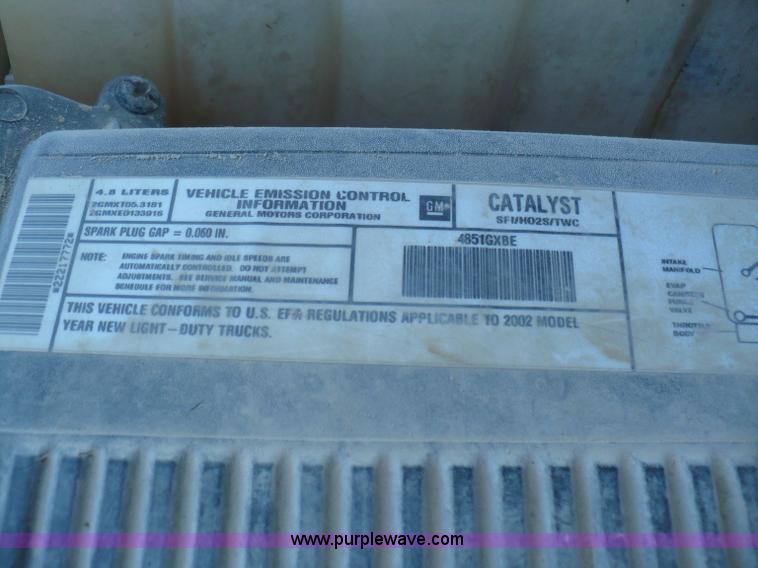 *22217772*
4.8 LITERS
2GMXT05.3181
2GMXE0133916
VEHICLE EMISSION CONTROL
INFORMATION
GENERAL MOTORS CORPORATION
GM
CATALYST
SFI/HO2S/TWC
SPARK PLUG GAP = 0.060 IN.
4851GXBE
NOTE: ENGINE SPARK TIMING AND IDLE SPEEDS ARE
AUTOMATICALLY CONTROLLED. DO NOT ATTEMPT
ADJUSTMENTS. SEE SERVICE MANUAL AND MAINTENANCE
SCHEDULE FOR MORE INFORMATION.
THIS VEHICLE CONFORMS TO U.S. EPA REGULATIONS APPLICABLE TO 2002 MODEL
YEAR NEW LIGHT-DUTY TRUCKS.
INTAKE
MANIFOLD
EVAP
CANISTER
PURGE
VALVE
THROTTLE
BODY
www.purplewave.com